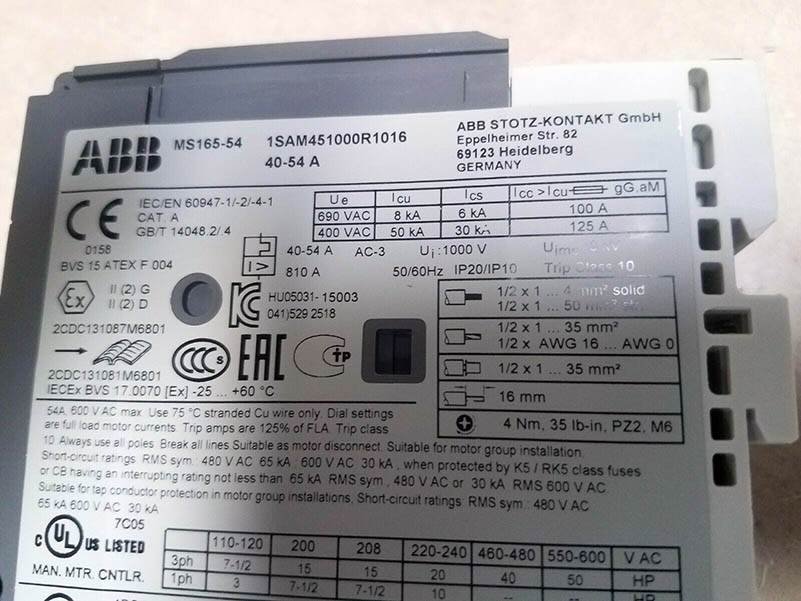 ABB MS165-54 1SAM451000R1016
40-54 A
ABB STOTZ-KONTAKT GmbH
Eppelheimer Str. 82
69123 Heidelberg
GERMANY
CE
0158
IEC/EN 60947-1/-2/-4-1
CAT. A
GB/T 14048.2/.4
Ue Icu Ics Icc > Icu gG,aM
690 VAC 8 kA 6 kA 100 A
400 VAC 50 kA 30 kA 125 A
BVS 15 ATEX F 004
Ex II (2) G
II (2) D
40-54 A AC-3 Ui:1000 V
I> 810 A 50/60Hz IP20/IP10 Trip Class 10
HU05031-15003
041)529 2518
2CDC131087M6801
2CDC131081M6801
CCC S EAC TP
IECEx BVS 17.0070 [Ex] -25 ... +60 °C
1/2 x 1 ... 4 mm² solid
1/2 x 1 ... 50 mm²
1/2 x 1 ... 35 mm²
1/2 x AWG 16 ... AWG 0
1/2 x 1 ... 35 mm²
16 mm
4 Nm, 35 lb-in, PZ2, M6
54A, 600 V AC max. Use 75 °C stranded Cu wire only. Dial settings
are full load motor currents. Trip amps are 125% of FLA. Trip class
10 Always use all poles. Break all lines Suitable as motor disconnect. Suitable for motor group installation.
Short-circuit ratings: RMS sym. 480 V AC 65 kA , 600 V AC 30 kA , when protected by K5 / RK5 class fuses
or CB having an interrupting rating not less than 65 kA RMS sym , 480 V AC or 30 kA RMS 600 V AC
Suitable for tap conductor protection in motor group installations, Short-circuit ratings: RMS sym.: 480 V AC
65 kA 600 V AC 30 kA
7C05
c UL US LISTED
MAN. MTR. CNTLR.
110-120 200 208 220-240 460-480 550-600 V AC
3ph 7-1/2 15 15 20 40 50 HP
1ph 3 7-1/2 7-1/2 10 -- -- HP